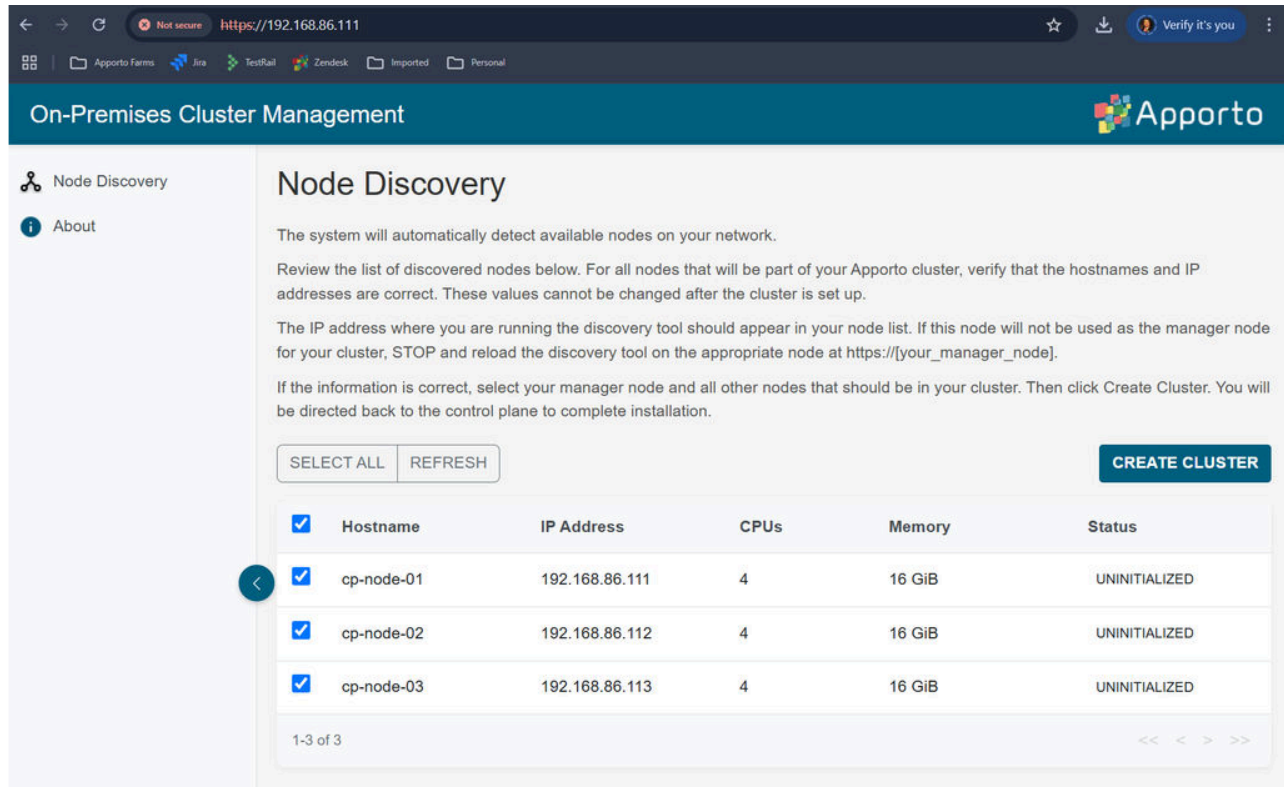 Not secure https://192.168.86.111 Verify it's you
Apporto Farms Jira TestRail Zendesk Imported Personal
On-Premises Cluster Management Apporto
Node Discovery
About
Node Discovery
The system will automatically detect available nodes on your network.
Review the list of discovered nodes below. For all nodes that will be part of your Apporto cluster, verify that the hostnames and IP
addresses are correct. These values cannot be changed after the cluster is set up.
The IP address where you are running the discovery tool should appear in your node list. If this node will not be used as the manager node
for your cluster, STOP and reload the discovery tool on the appropriate node at https://[your_manager_node].
If the information is correct, select your manager node and all other nodes that should be in your cluster. Then click Create Cluster. You will
be directed back to the control plane to complete installation.
SELECT ALL REFRESH CREATE CLUSTER
Hostname IP Address CPUs Memory Status
cp-node-01 192.168.86.111 4 16 GiB UNINITIALIZED
cp-node-02 192.168.86.112 4 16 GiB UNINITIALIZED
cp-node-03 192.168.86.113 4 16 GiB UNINITIALIZED
1-3 of 3 << < > >>